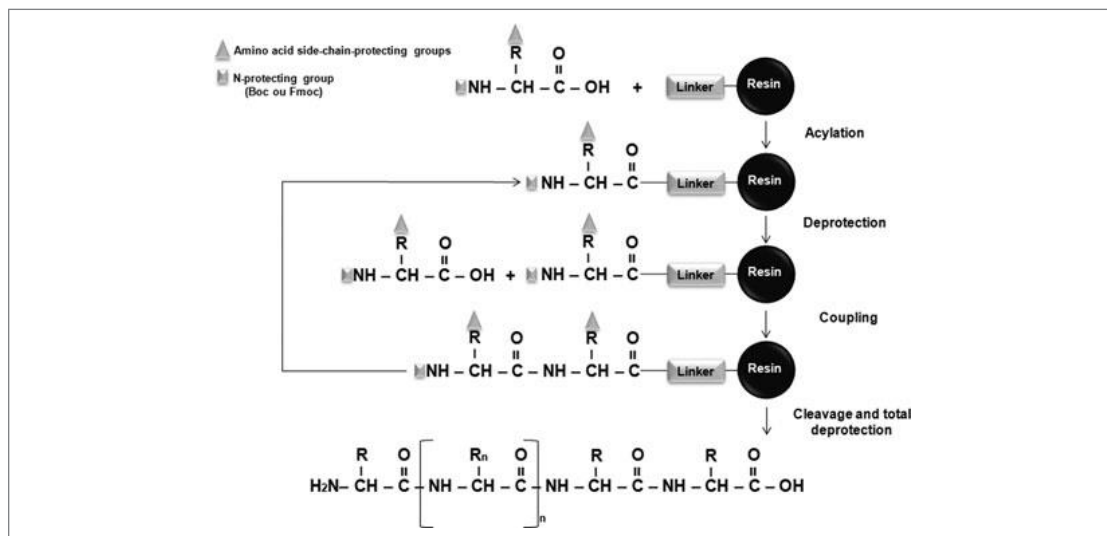 Amino acid side-chain-protecting groups
N-protecting group
(Boc ou Fmoc)
R O
NH – CH – C – OH + Linker Resin
Acylation
R O
NH – CH – C Linker Resin
Deprotection
R O R O
NH – CH – C – OH + NH – CH – C Linker Resin
Coupling
R O R O
NH – CH – C – NH – CH – C Linker Resin
Cleavage and total
deprotection
R O Rn O R O R O
H2N – CH – C – NH – CH – C – NH – CH – C – NH – CH – C – OH
n